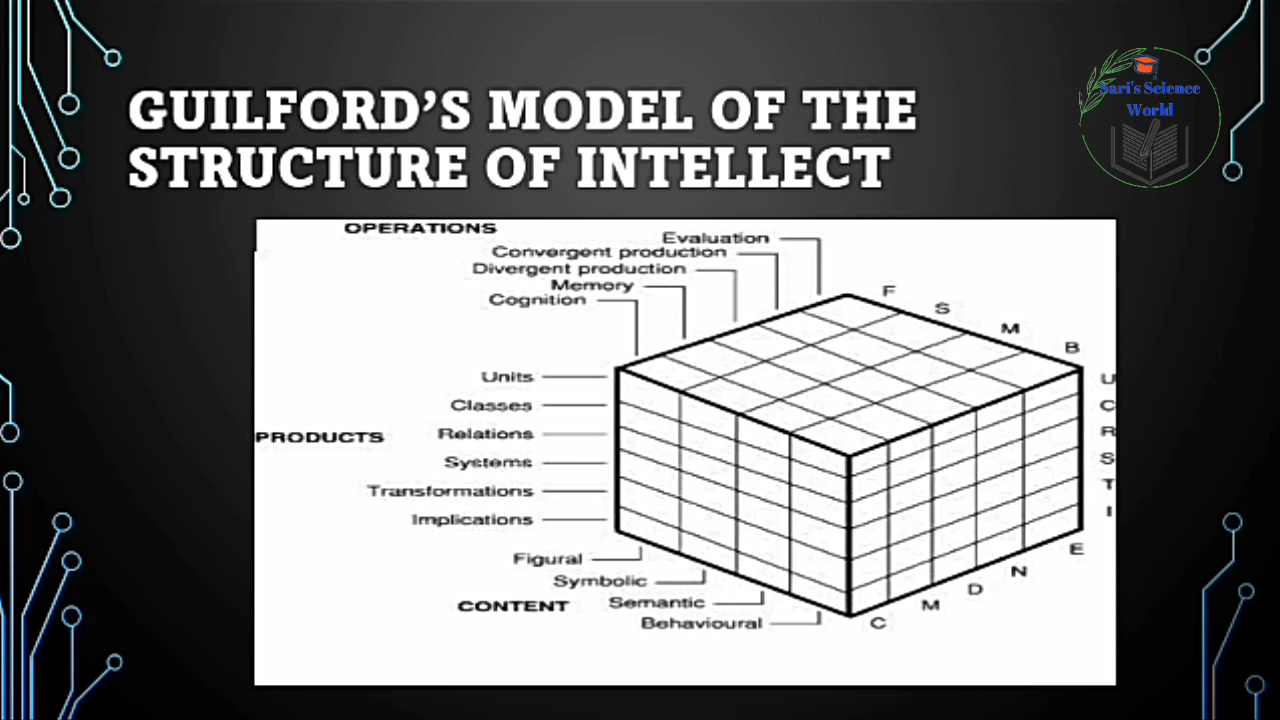 GUILFORD’S MODEL OF THE
STRUCTURE OF INTELLECT
Sari's Science
World
OPERATIONS
Evaluation
Convergent production
Divergent production
Memory
Cognition
F
S
M
B
Units
Classes
PRODUCTS Relations
Systems
Transformations
Implications
U
C
R
S
T
I
Figural
Symbolic
CONTENT Semantic
Behavioural
E
N
D
M
C